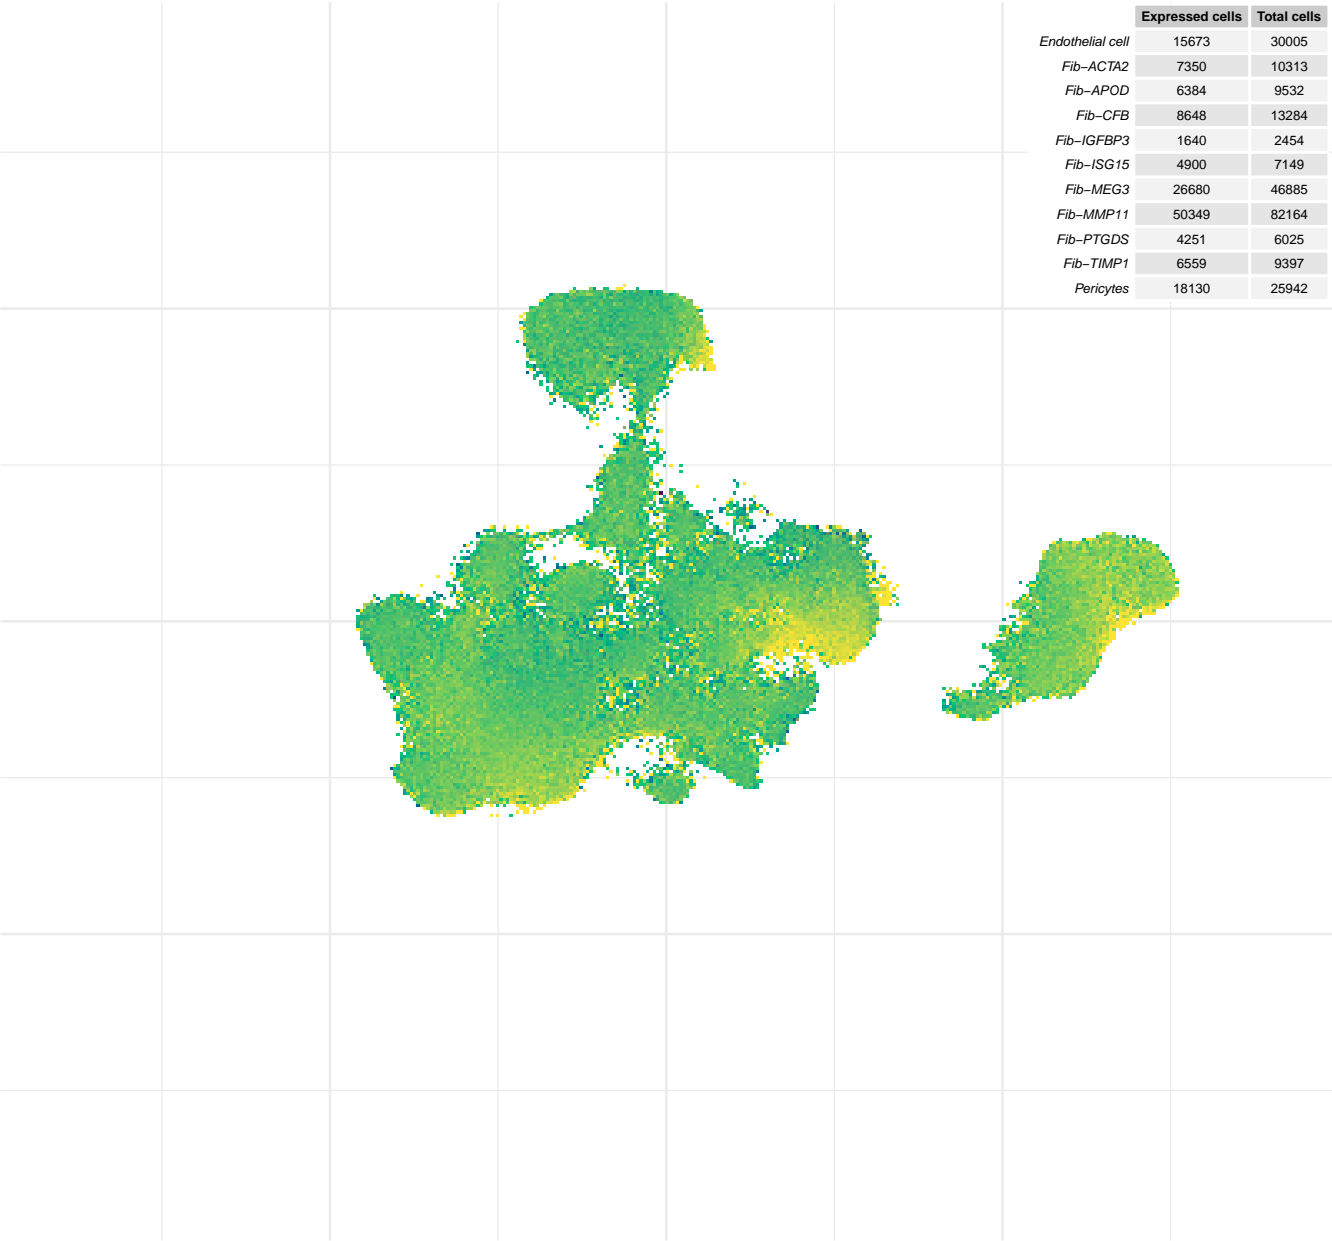 Expressed cells Total cells
Endothelial cell 15673 30005
Fib−ACTA2 7350 10313
Fib−APOD 6384 9532
Fib−CFB 8648 13284
Fib−IGFBP3 1640 2454
Fib−ISG15 4900 7149
Fib−MEG3 26680 46885
Fib−MMP11 50349 82164
Fib−PTGDS 4251 6025
Fib−TIMP1 6559 9397
Pericytes 18130 25942